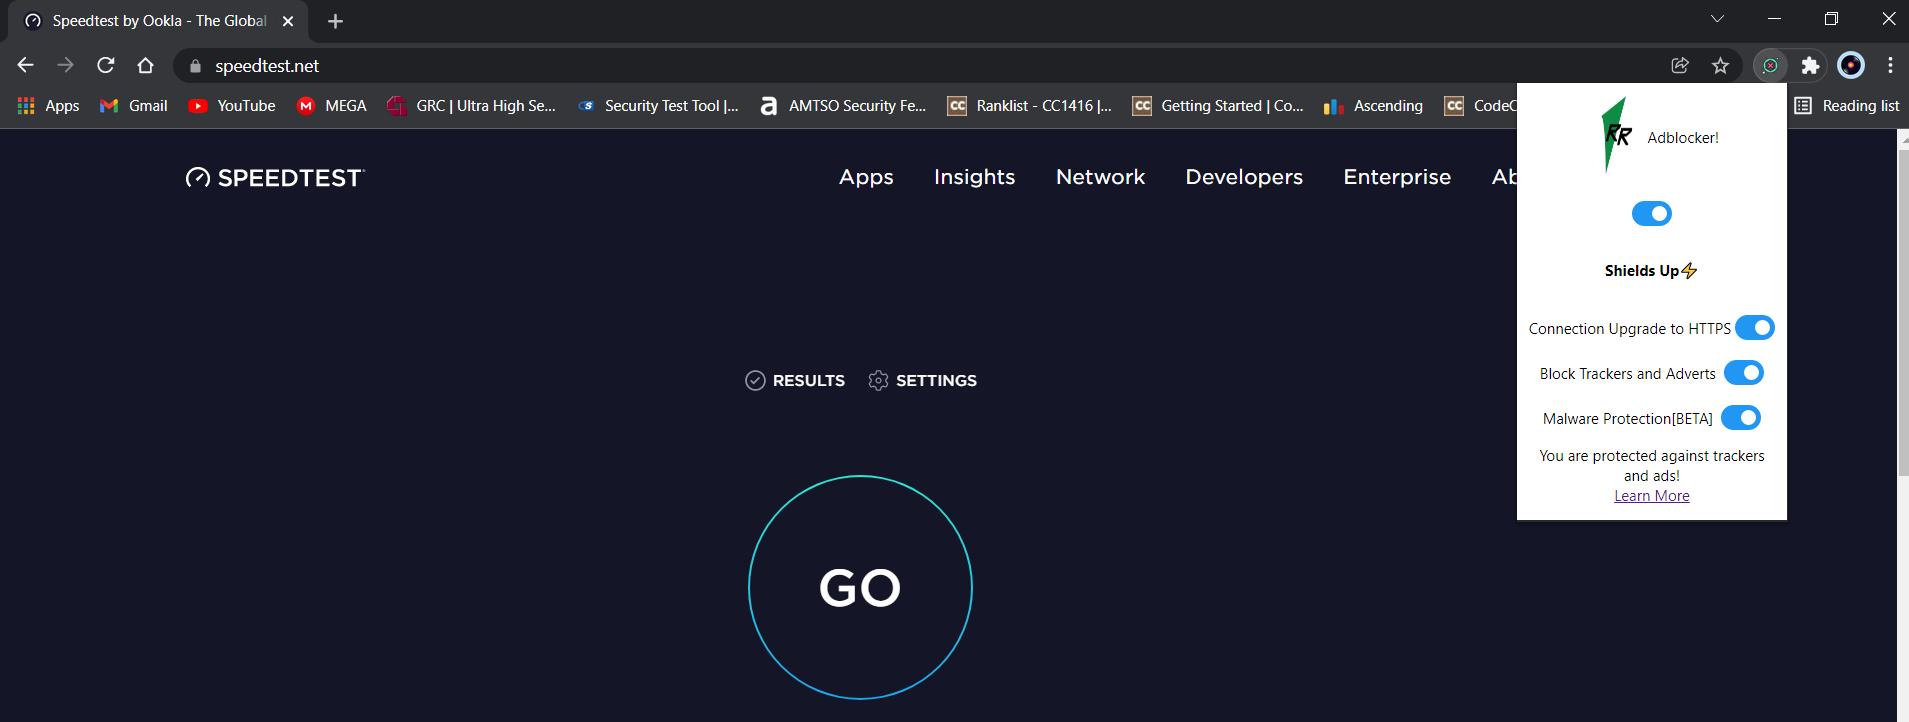 Speedtest by Ookla - The Global
speedtest.net
Apps Gmail YouTube MEGA GRC | Ultra High Se... Security Test Tool |... AMTSO Security Fe... CC Ranklist - CC1416 |... CC Getting Started | Co... Ascending CC CodeC Reading list
RR Adblocker!
SPEEDTEST Apps Insights Network Developers Enterprise Ab
Shields Up⚡
Connection Upgrade to HTTPS
Block Trackers and Adverts
Malware Protection[BETA]
You are protected against trackers
and ads!
Learn More
RESULTS SETTINGS
GO